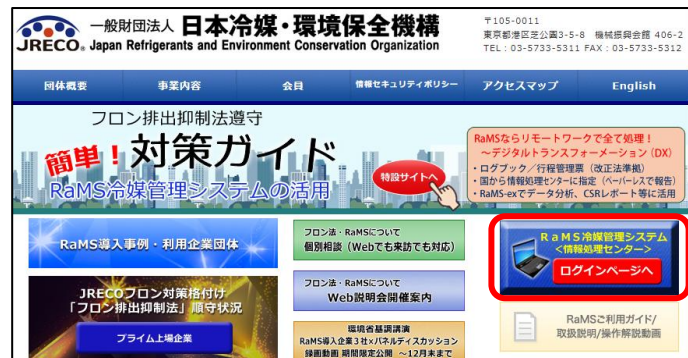 JRECO®
一般財団法人 日本冷媒・環境保全機構
Japan Refrigerants and Environment Conservation Organization
〒105-0011
東京都港区芝公園3-5-8 機械振興会館 406-2
TEL：03-5733-5311 FAX：03-5733-5312
団体概要
事業内容
会員
情報セキュリティポリシー
アクセスマップ
English
フロン排出抑制法遵守
簡単！対策ガイド
RaMS冷媒管理システムの活用
特設サイトへ
RaMSならリモートワークで全て処理！
～デジタルトランスフォーメーション（DX）
・ログブック／行程管理票（改正法準拠）
・国から情報処理センターに指定（ペーパーレスで報告）
・RaMS-exでデータ分析、CSRレポート等に活用
RaMS導入事例・利用企業団体
JRECOフロン対策格付け
「フロン排出抑制法」順守状況
プライム上場企業
フロン法・RaMSについて
個別相談（Webでも来訪でも対応）
フロン法・RaMSについて
Web説明会開催案内
環境省基調講演
RaMS導入企業３社×パネルディスカッション
録画動画 期間限定公開 ～12月末まで
RaMS冷媒管理システム
＜情報処理センター＞
ログインページへ
RaMSご利用ガイド/
取扱説明/操作解説動画